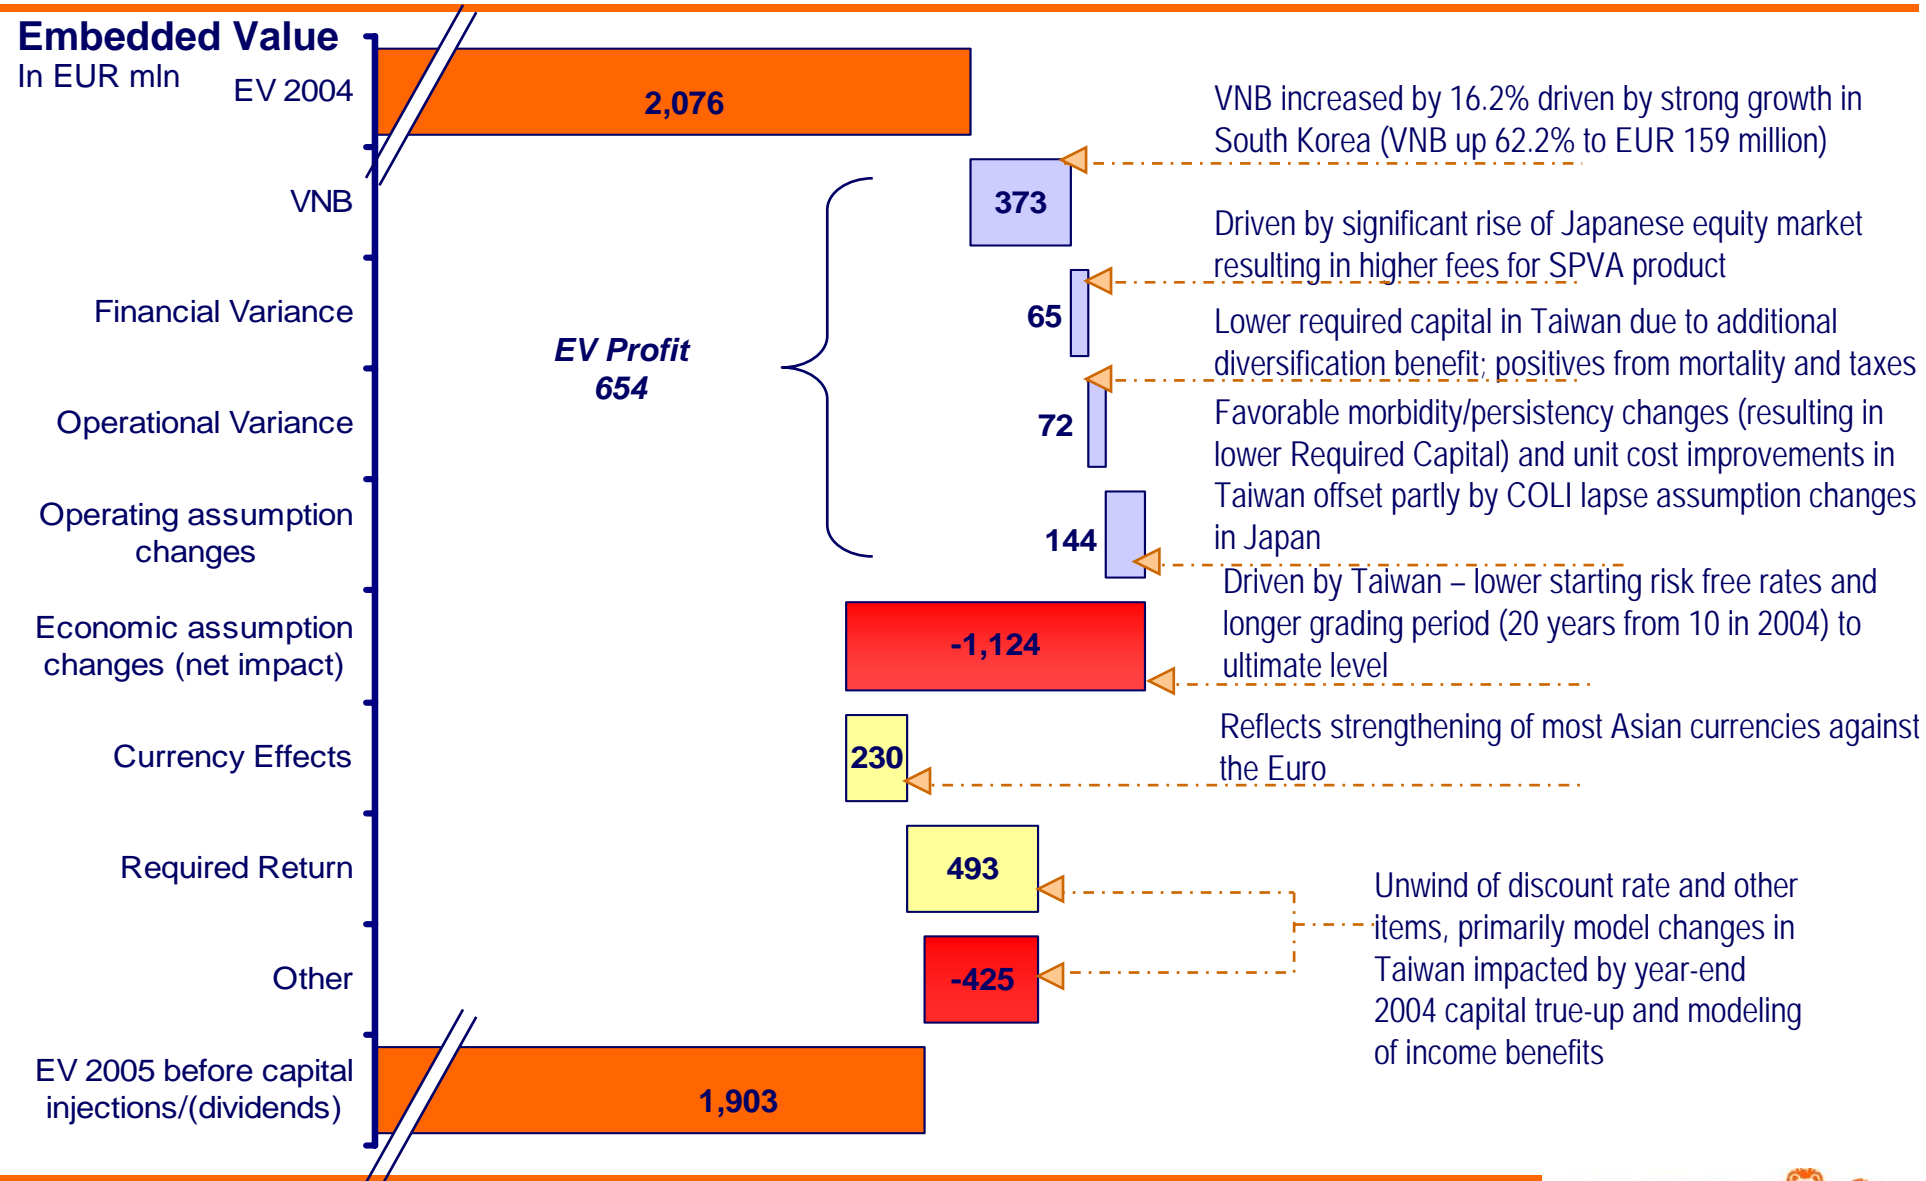 Embedded Value
In EUR mln
EV 2004
2,076
VNB increased by 16.2% driven by strong growth in
South Korea (VNB up 62.2% to EUR 159 million)
VNB
373
Driven by significant rise of Japanese equity market
resulting in higher fees for SPVA product
Financial Variance
65
EV Profit
654
Lower required capital in Taiwan due to additional
diversification benefit; positives from mortality and taxes
Operational Variance
72
Favorable morbidity/persistency changes (resulting in
lower Required Capital) and unit cost improvements in
Taiwan offset partly by COLI lapse assumption changes
in Japan
Operating assumption
changes
144
Driven by Taiwan – lower starting risk free rates and
longer grading period (20 years from 10 in 2004) to
ultimate level
Economic assumption
changes (net impact)
-1,124
Currency Effects
230
Reflects strengthening of most Asian currencies against
the Euro
Required Return
493
Unwind of discount rate and other
items, primarily model changes in
Taiwan impacted by year-end
2004 capital true-up and modeling
of income benefits
Other
-425
EV 2005 before capital
injections/(dividends)
1,903